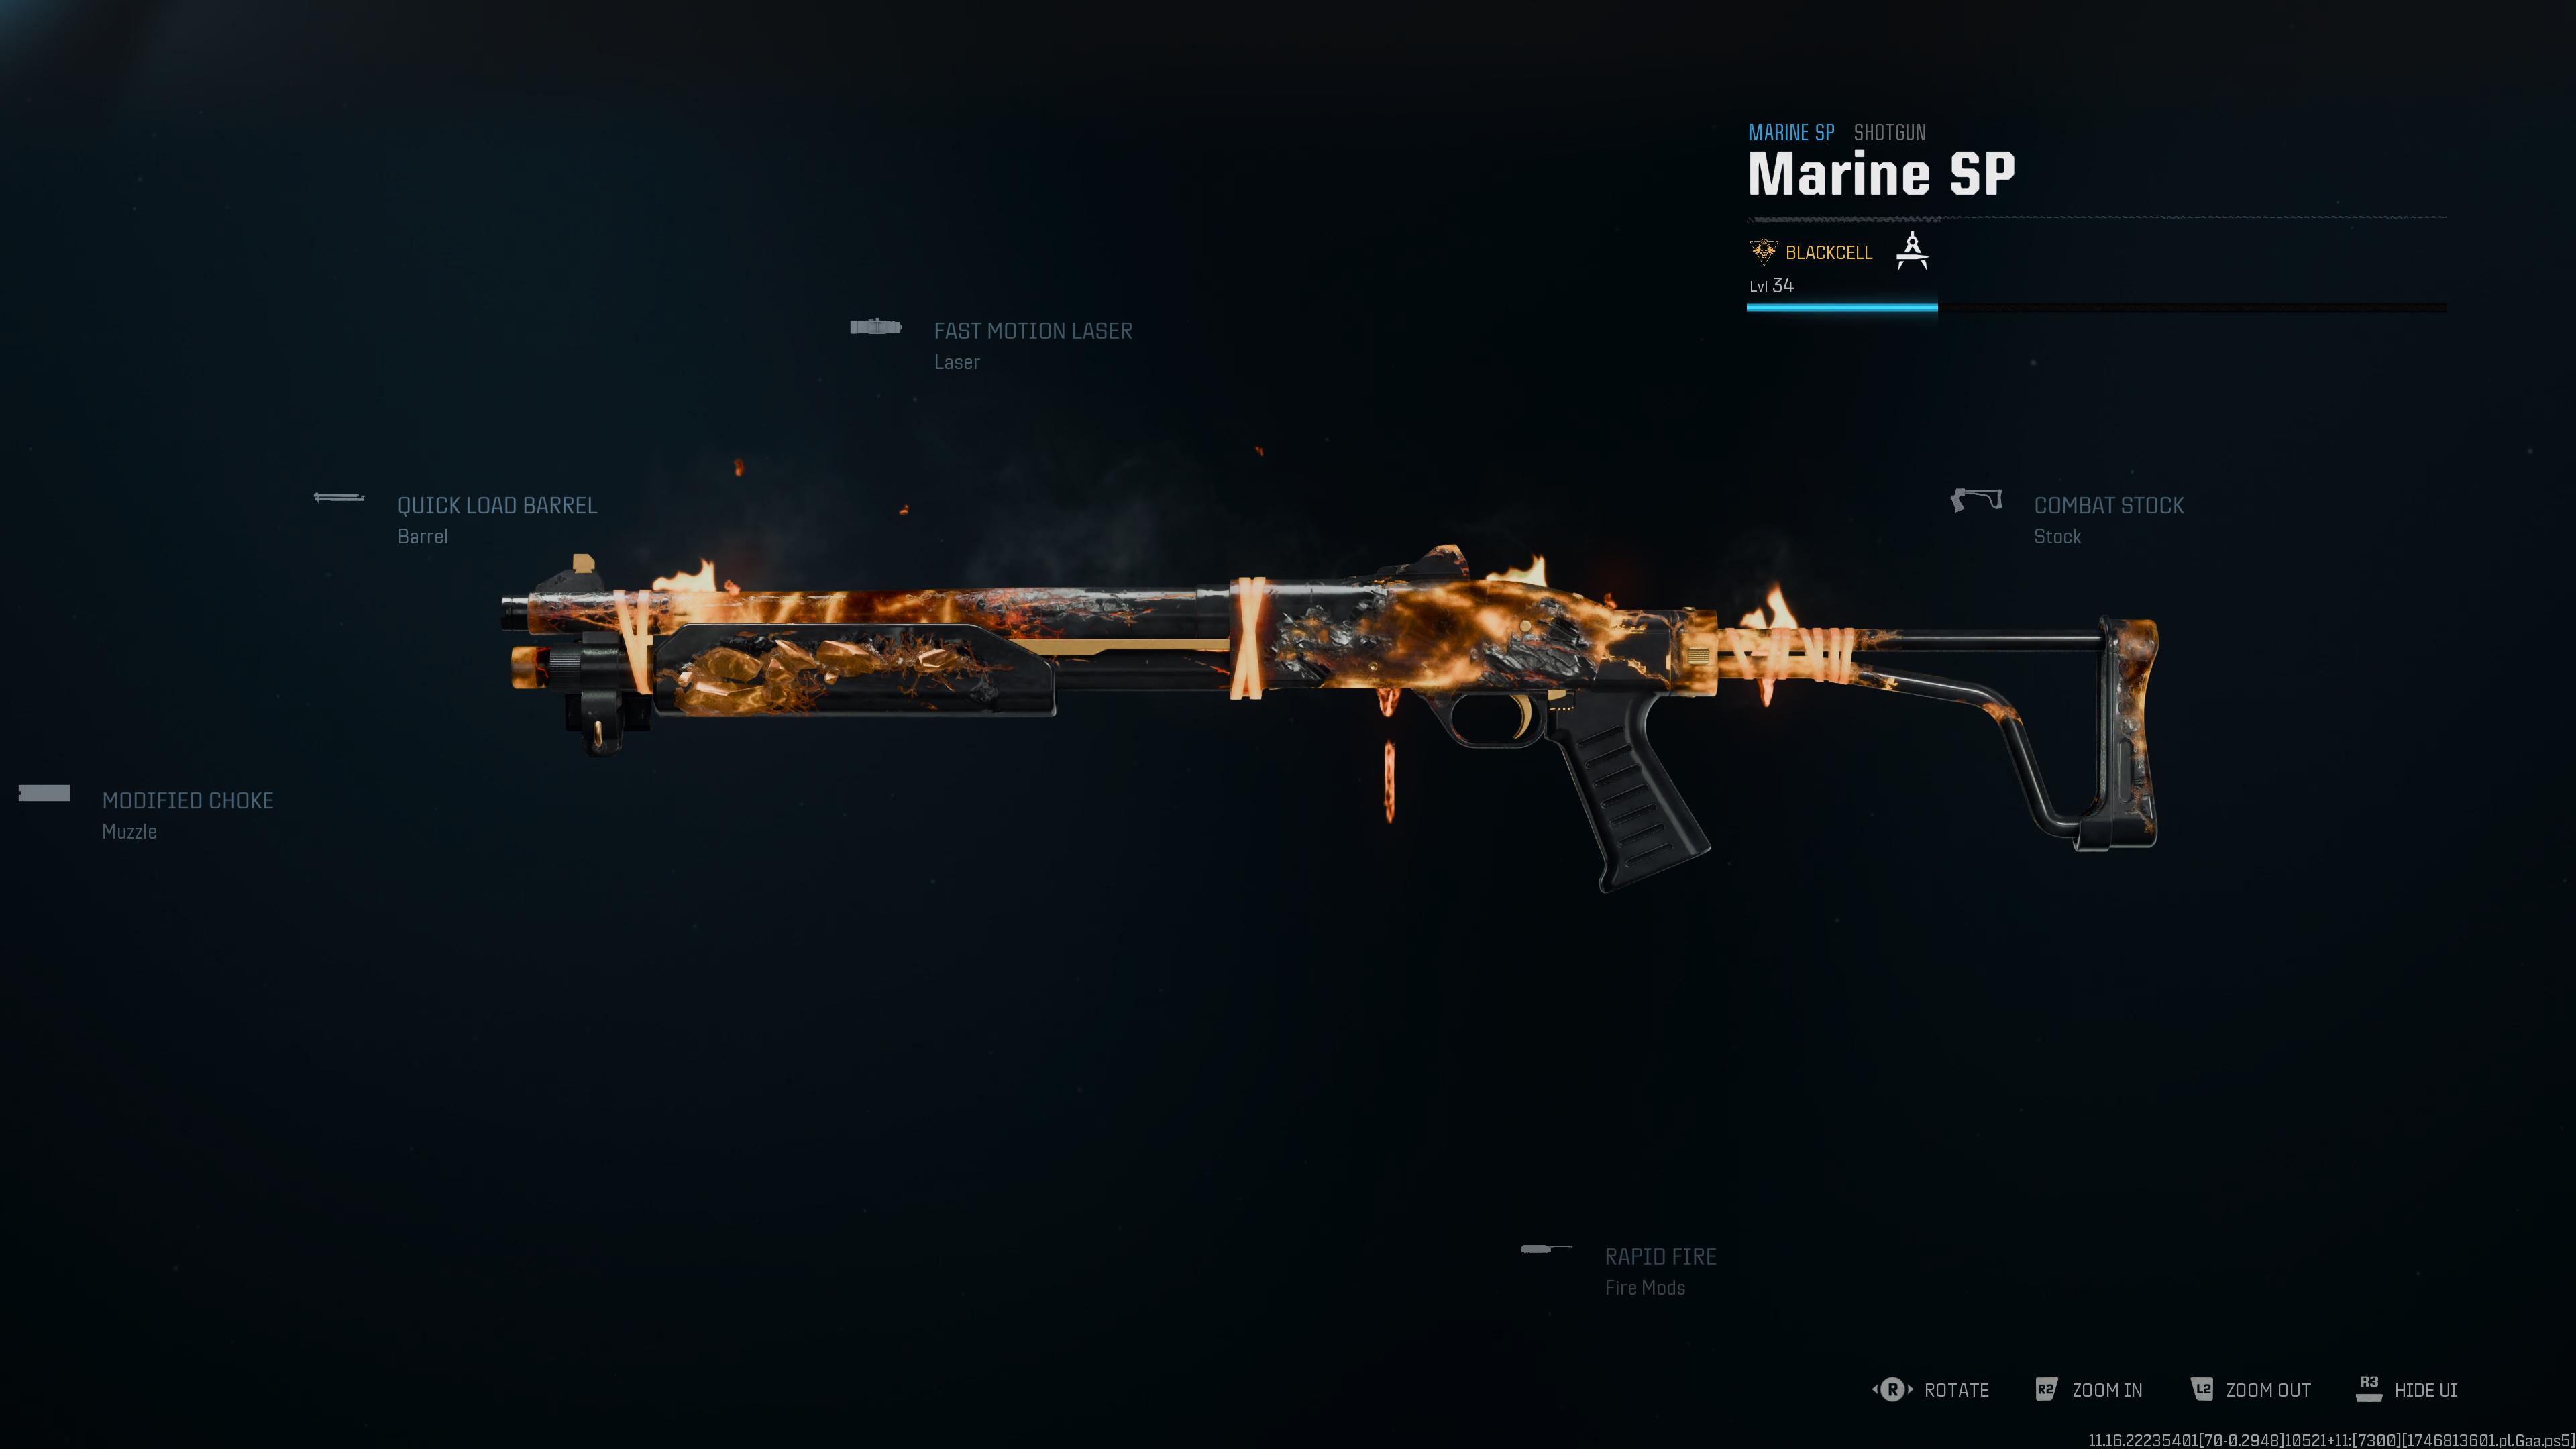 MARINE SP SHOTGUN
Marine SP
BLACKCELL
Lvl 34
FAST MOTION LASER
Laser
QUICK LOAD BARREL
Barrel
COMBAT STOCK
Stock
MODIFIED CHOKE
Muzzle
RAPID FIRE
Fire Mods
R ROTATE R2 ZOOM IN L2 ZOOM OUT R3 HIDE UI
11.16.22235401[70-0.2948]10521+11:[7300][1746813601.pl.Gaa.ps5]